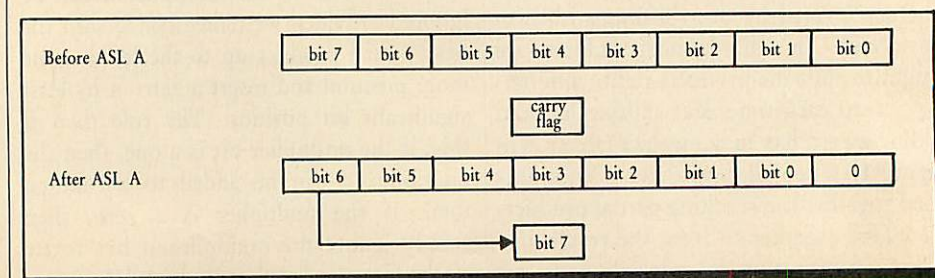 Before ASL A bit 7 bit 6 bit 5 bit 4 bit 3 bit 2 bit 1 bit 0
carry
flag
After ASL A bit 6 bit 5 bit 4 bit 3 bit 2 bit 1 bit 0 0
bit 7